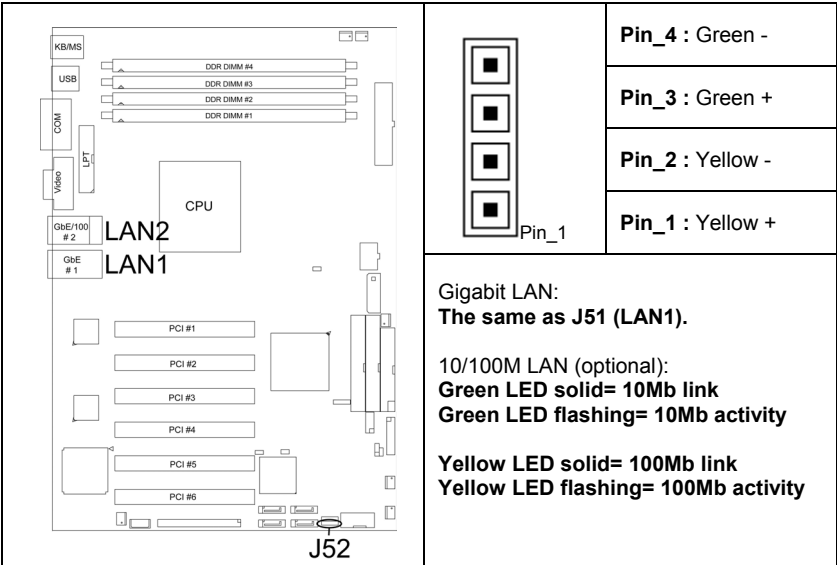 KB/MS
USB
COM
LPT
Video
DDR DIMM #4
DDR DIMM #3
DDR DIMM #2
DDR DIMM #1
CPU
GbE/100
# 2
LAN2
GbE
# 1
LAN1
PCI #1
PCI #2
PCI #3
PCI #4
PCI #5
PCI #6
J52
Pin_1
Pin_4 : Green -
Pin_3 : Green +
Pin_2 : Yellow -
Pin_1 : Yellow +
Gigabit LAN:
The same as J51 (LAN1).
10/100M LAN (optional):
Green LED solid= 10Mb link
Green LED flashing= 10Mb activity
Yellow LED solid= 100Mb link
Yellow LED flashing= 100Mb activity